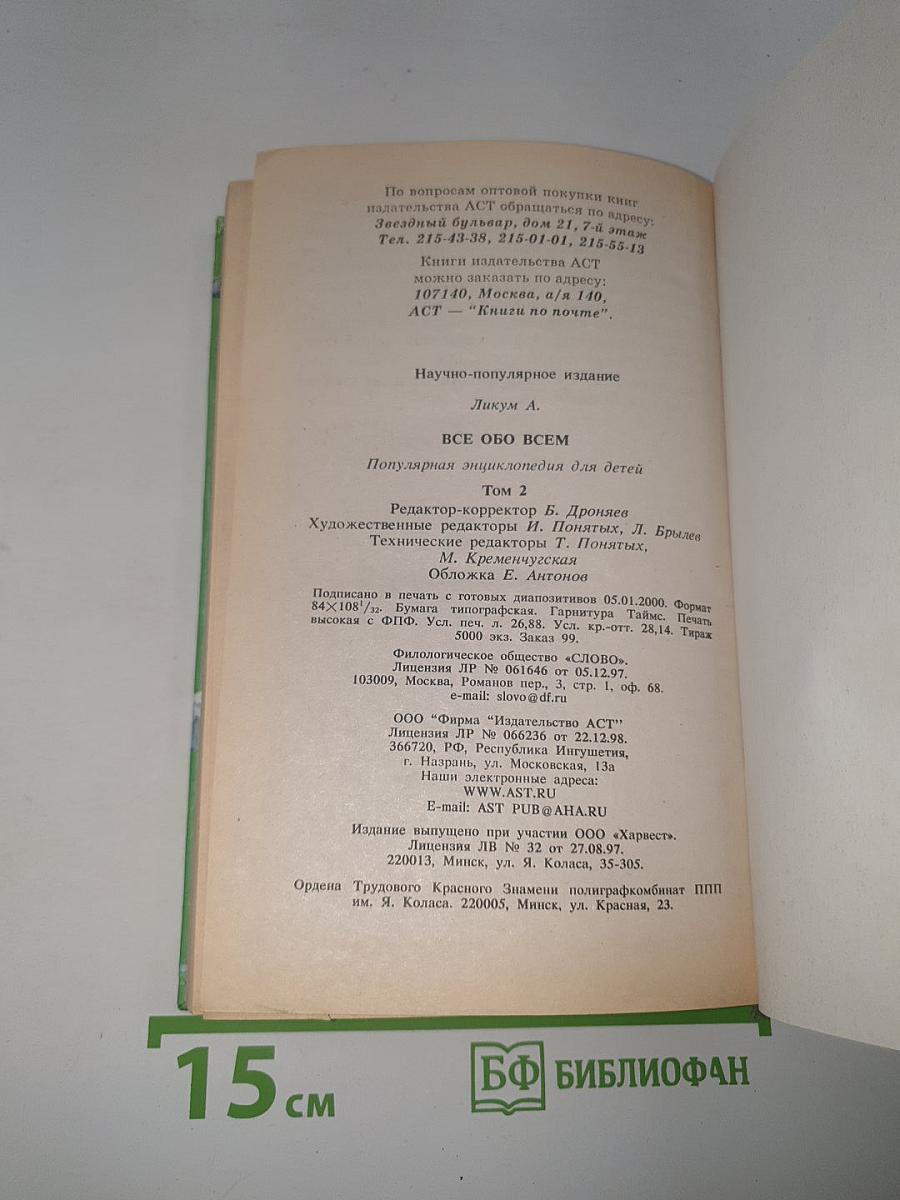 По вопросам оптовой покупки книг
издательства АСТ обращаться по адресу:
Звездный бульвар, дом 21, 7-й этаж
Тел. 215-43-38, 215-01-01, 215-55-13
Книги издательства АСТ
можно заказать по адресу:
107140, Москва, а/я 140,
АСТ — "Книги по почте".
Научно-популярное издание
Ликум А.
ВСЕ ОБО ВСЕМ
Популярная энциклопедия для детей
Том 2
Редактор-корректор Б. Дроняев
Художественные редакторы И. Понятых, Л. Брылев
Технические редакторы Т. Понятых,
М. Кременчугская
Обложка Е. Антонов
Подписано в печать с готовых диапозитивов 05.01.2000. Формат
84×108¹/₃₂. Бумага типографская. Гарнитура Таймс. Печать
высокая с ФПФ. Усл. печ. л. 26,88. Усл. кр.-отт. 28,14. Тираж
5000 экз. Заказ 99.
Филологическое общество «СЛОВО».
Лицензия ЛР № 061646 от 05.12.97.
103009, Москва, Романов пер., 3, стр. 1, оф. 68.
e-mail: slovo@df.ru
ООО "Фирма "Издательство АСТ"
Лицензия ЛР № 066236 от 22.12.98.
366720, РФ, Республика Ингушетия,
г. Назрань, ул. Московская, 13а
Наши электронные адреса:
WWW.AST.RU
E-mail: AST PUB@AHA.RU
Издание выпущено при участии ООО «Харвест».
Лицензия ЛВ № 32 от 27.08.97.
220013, Минск, ул. Я. Коласа, 35-305.
Ордена Трудового Красного Знамени полиграфкомбинат ППП
им. Я. Коласа. 220005, Минск, ул. Красная, 23.
15 см
БФ БИБЛИОФАН